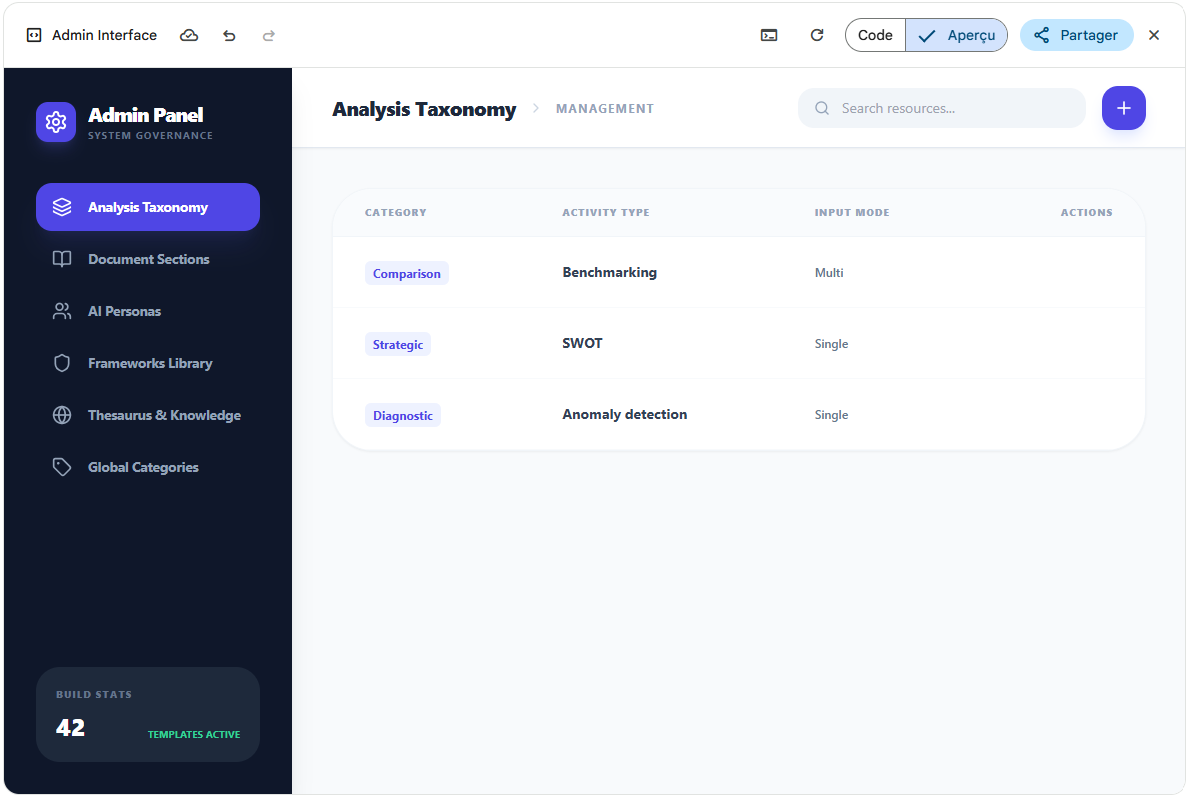 Admin Interface
Code
Aperçu
Partager
Admin Panel
SYSTEM GOVERNANCE
Analysis Taxonomy
Document Sections
AI Personas
Frameworks Library
Thesaurus & Knowledge
Global Categories
BUILD STATS
42
TEMPLATES ACTIVE
Analysis Taxonomy
MANAGEMENT
Search resources...
CATEGORY ACTIVITY TYPE INPUT MODE ACTIONS
Comparison Benchmarking Multi
Strategic SWOT Single
Diagnostic Anomaly detection Single